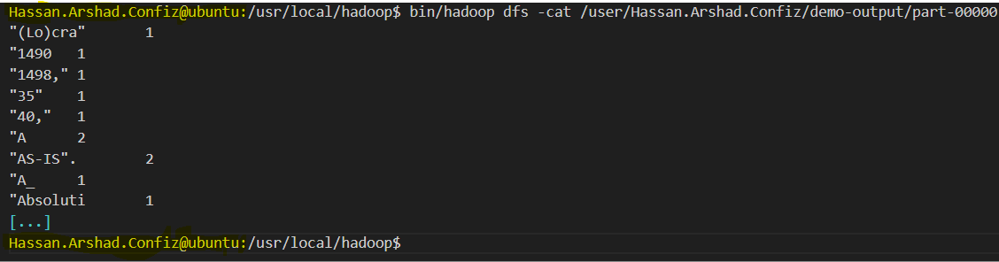 Hassan.Arshad.Confiz@ubuntu:/usr/local/hadoop$ bin/hadoop dfs -cat /user/Hassan.Arshad.Confiz/demo-output/part-00000
"(Lo)cra" 1
"1490 1
"1498," 1
"35" 1
"40," 1
"A 2
"AS-IS". 2
"A_ 1
"Absoluti 1
[...]
Hassan.Arshad.Confiz@ubuntu:/usr/local/hadoop$